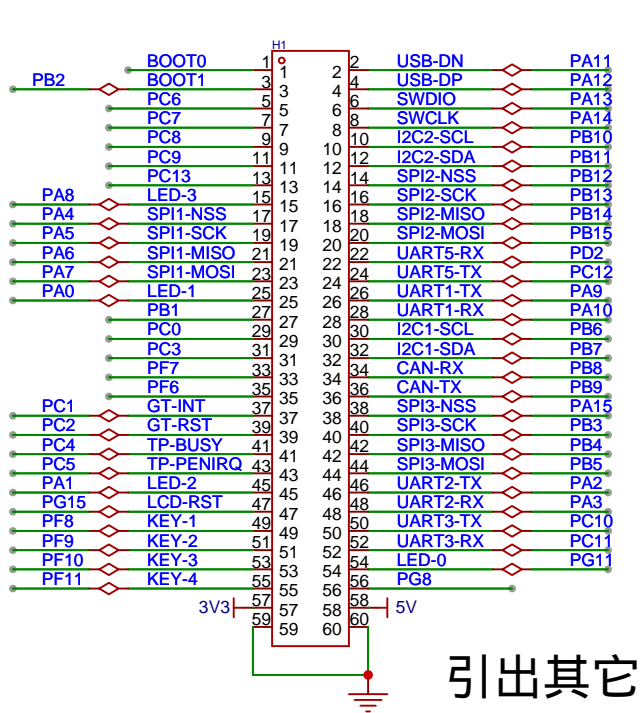 H1
BOOT0 1 1 2 2 USB-DN PA11
PB2 BOOT1 3 3 4 4 USB-DP PA12
PC6 5 5 6 6 SWDIO PA13
PC7 7 7 8 8 SWCLK PA14
PC8 9 9 10 10 I2C2-SCL PB10
PC9 11 11 12 12 I2C2-SDA PB11
PC13 13 13 14 14 SPI2-NSS PB12
PA8 LED-3 15 15 16 16 SPI2-SCK PB13
PA4 SPI1-NSS 17 17 18 18 SPI2-MISO PB14
PA5 SPI1-SCK 19 19 20 20 SPI2-MOSI PB15
PA6 SPI1-MISO 21 21 22 22 UART5-RX PD2
PA7 SPI1-MOSI 23 23 24 24 UART5-TX PC12
PA0 LED-1 25 25 26 26 UART1-TX PA9
PB1 27 27 28 28 UART1-RX PA10
PC0 29 29 30 30 I2C1-SCL PB6
PC3 31 31 32 32 I2C1-SDA PB7
PF7 33 33 34 34 CAN-RX PB8
PF6 35 35 36 36 CAN-TX PB9
PC1 GT-INT 37 37 38 38 SPI3-NSS PA15
PC2 GT-RST 39 39 40 40 SPI3-SCK PB3
PC4 TP-BUSY 41 41 42 42 SPI3-MISO PB4
PC5 TP-PENIRQ 43 43 44 44 SPI3-MOSI PB5
PA1 LED-2 45 45 46 46 UART2-TX PA2
PG15 LCD-RST 47 47 48 48 UART2-RX PA3
PF8 KEY-1 49 49 50 50 UART3-TX PC10
PF9 KEY-2 51 51 52 52 UART3-RX PC11
PF10 KEY-3 53 53 54 54 LED-0 PG11
PF11 KEY-4 55 55 56 56 PG8
3V3 57 57 58 58 5V
59 59 60 60
引出其它